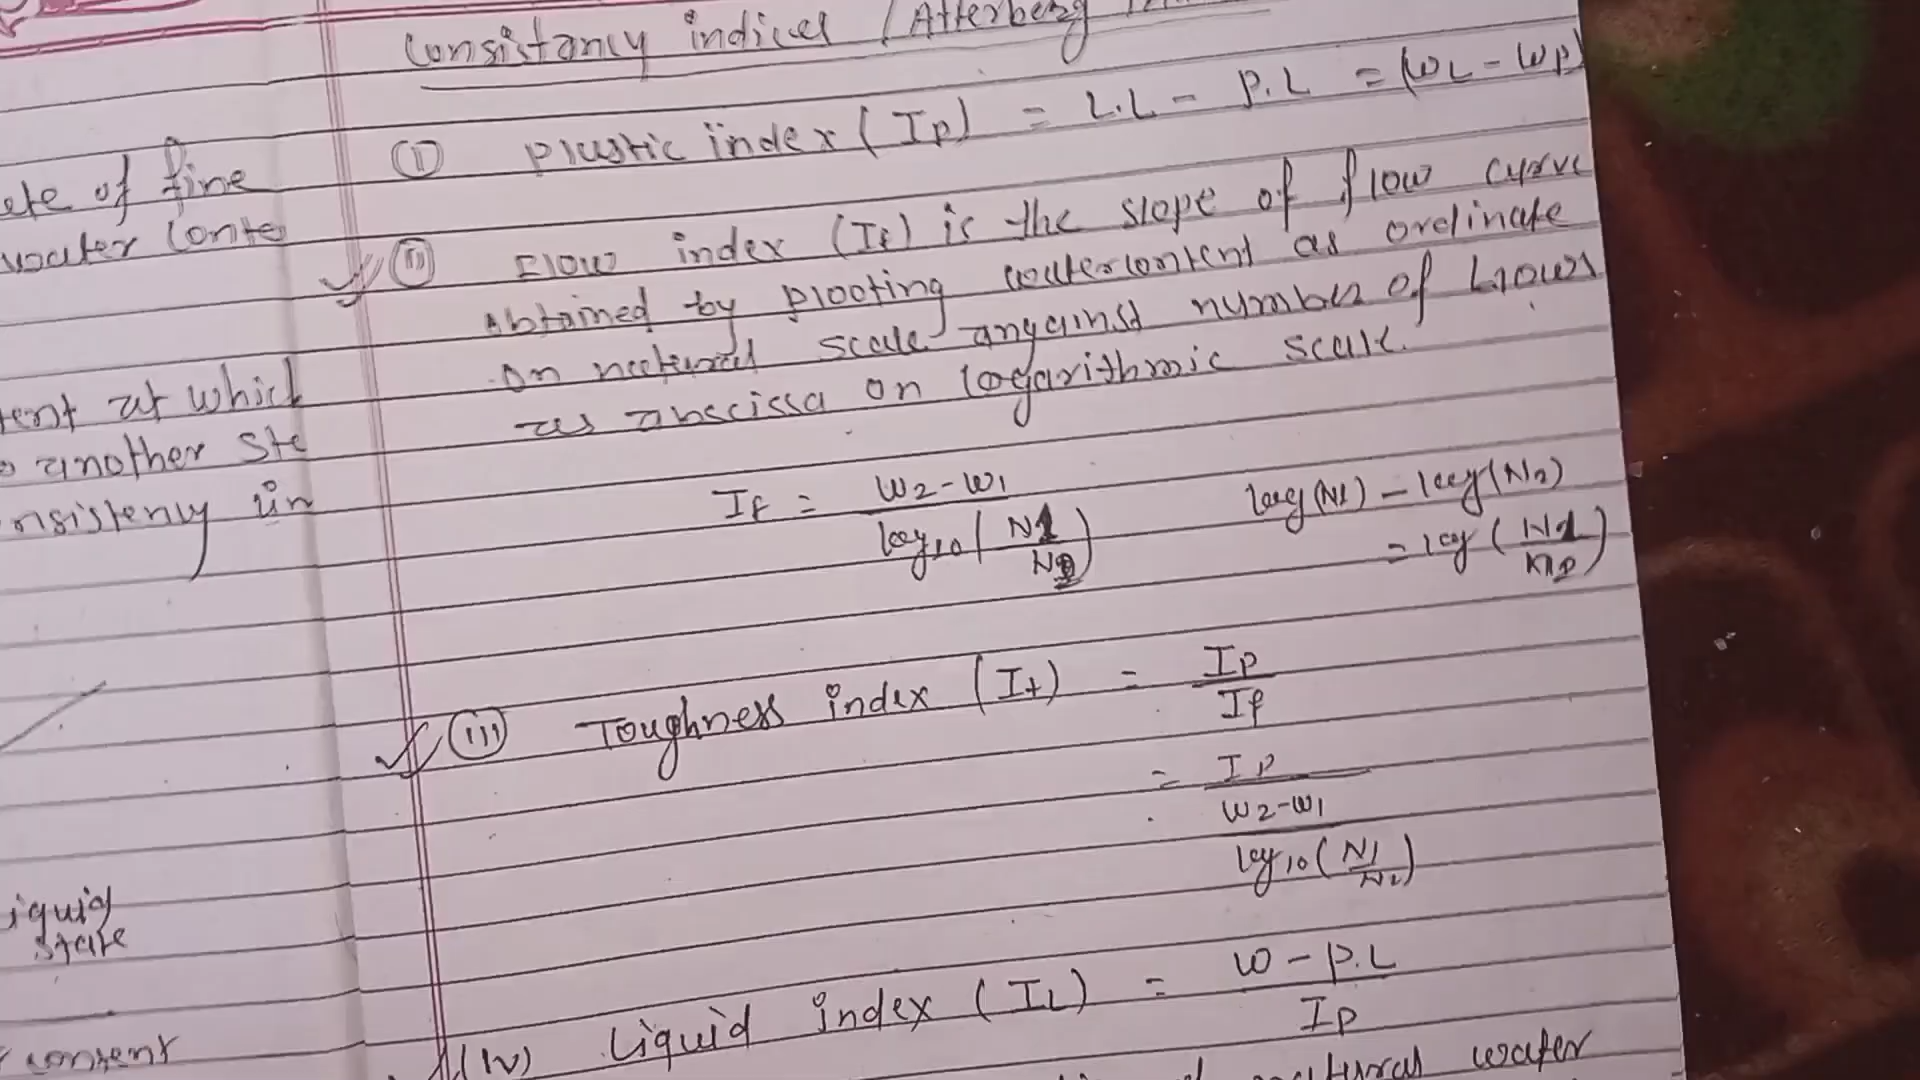 ete of fine
water conte
tent at which
another ste
nsistency in
iquid
state
content
Consistancy indices / Atterberg
(i) Plastic index (Ip) = L.L - P.L = (WL - WP)
(ii) Flow index (If) is the slope of flow curve
obtained by plooting watercontent as ordinate
on natural scale angainst number of blows
as abscissa on logarithmic scale.
If = w2-w1 / log10 (N1/N2)
log(N1) - log(N2)
= log (N1/N2)
(iii) Toughness index (It) = Ip/If
= Ip / w2-w1 / log10 (N1/N2)
(iv) Liquid index (IL) = w - P.L / Ip
natural water